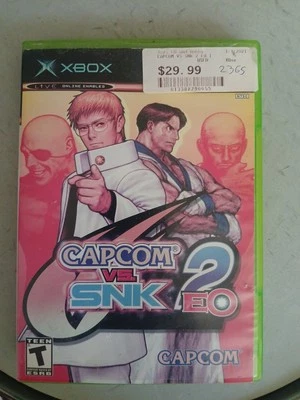 XBOX
LIVE ONLINE ENABLED
CAPCOM VS SNK 2 EO X
$29.99
2365
CAPCOM
VS.
SNK 2 EO
TEEN
T
ESRB
CAPCOM